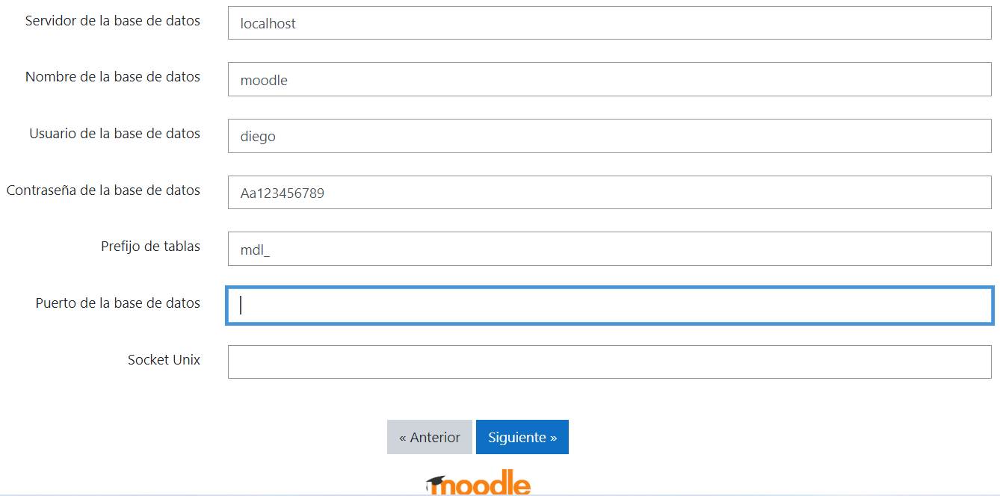 Servidor de la base de datos localhost
Nombre de la base de datos moodle
Usuario de la base de datos diego
Contraseña de la base de datos Aa123456789
Prefijo de tablas mdl_
Puerto de la base de datos
Socket Unix
« Anterior Siguiente »
moodle